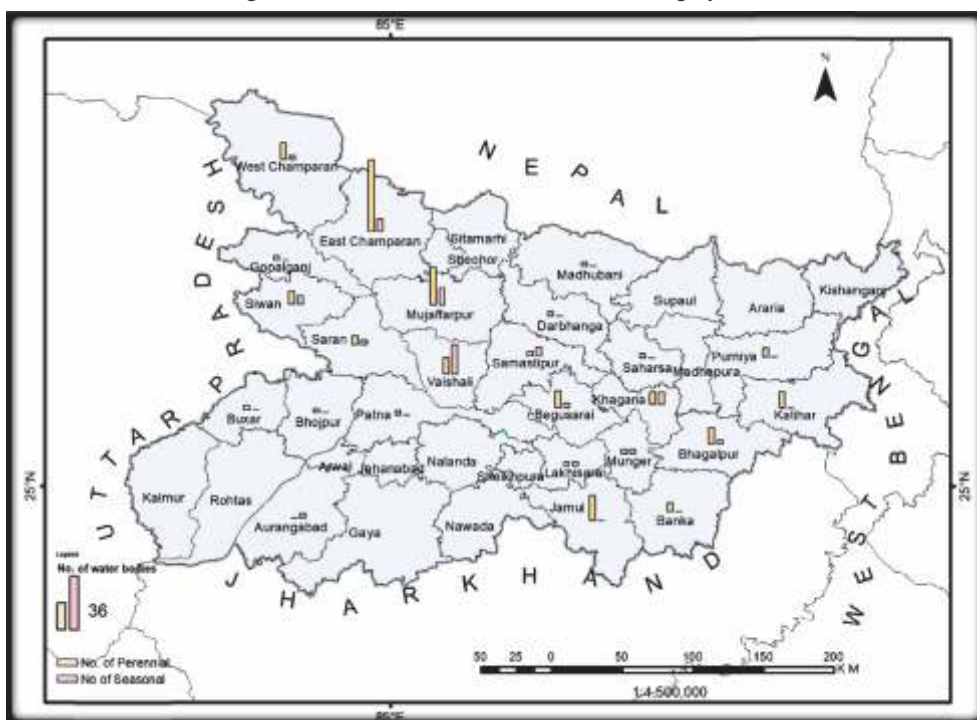 85°E
N
NEPAL
UTTAR PRADESH
West Champaran
East Champaran
Sitamarhi
Sheohor
Gopalganj
Madhubani
Kishanganj
Siwan
Mujaffarpur
Supaul
Araria
Darbhanga
Saran
Samastipur
Saharsa
Purniya
Madhepura
Vaishali
Begusarai
Khagaria
Katihar
Buxar
Bhojpur
Patna
Bhagalpur
WEST BENGAL
25°N
25°N
Arwal
Jehanabad
Nalanda
Sheikhpura
Lakhisarai
Munger
Kaimur
Rohtas
Aurangabad
Gaya
Nawada
Jamui
Banka
JHARKHAND
Legend
No. of water bodies
36
No. of Perennial
No of Seasonal
50 25 0 50 100 150 200
KM
1:4,500,000
85°E